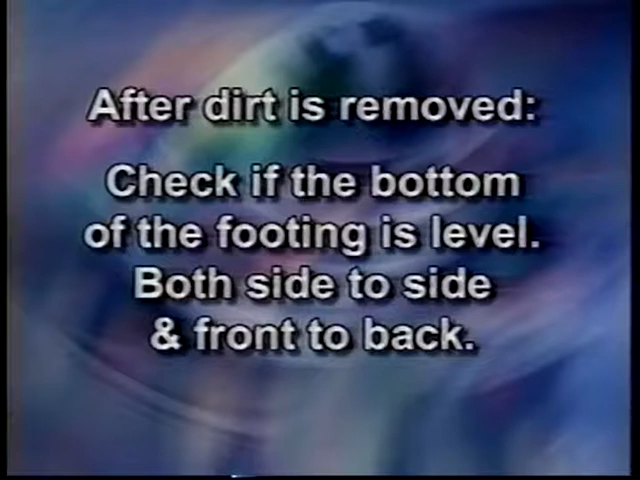 After dirt is removed:
Check if the bottom
of the footing is level.
Both side to side
& front to back.